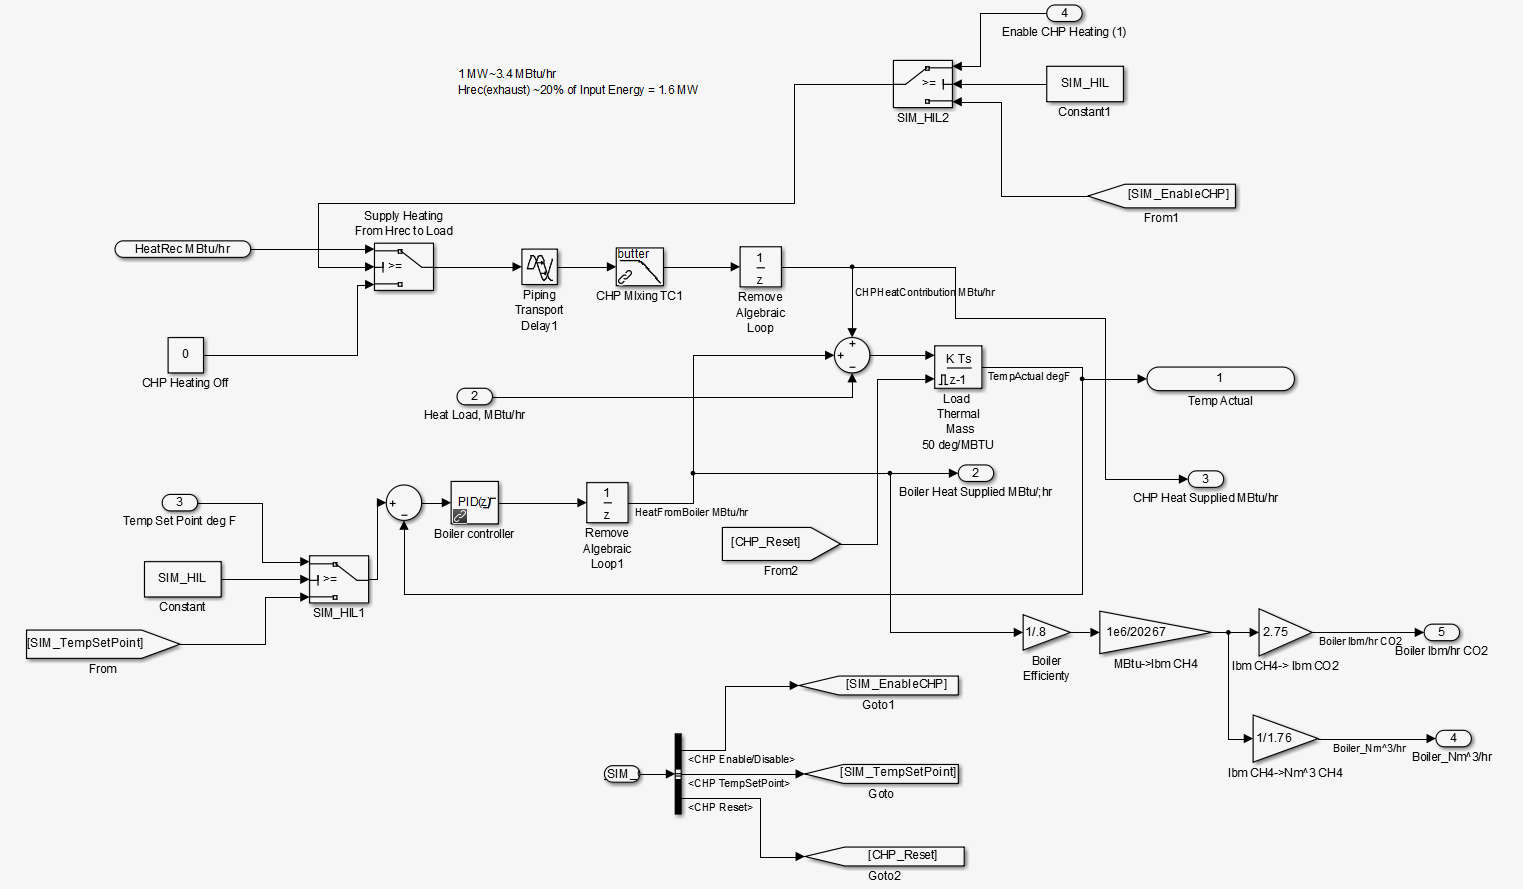 4
Enable CHP Heating (1)
1 MW~3.4 MBtu/hr
Hrec(exhaust) ~20% of Input Energy = 1.6 MW
>=
SIM_HIL
SIM_HIL2
Constant1
[SIM_EnableCHP]
From1
Supply Heating
From Hrec to Load
HeatRec MBtu/hr
>=
butter
1
z
Piping
Transport
Delay1
CHP MIxing TC1
Remove
Algebraic
Loop
CHPHeatContribution MBtu/hr
0
CHP Heating Off
+
+
−
K Ts
z-1
TempActual degF
1
Temp Actual
2
Heat Load, MBtu/hr
Load
Thermal
Mass
50 deg/MBTU
2
Boiler Heat Supplied MBtu/;hr
3
CHP Heat Supplied MBtu/hr
3
Temp Set Point deg F
+
−
PID(z)
Boiler controller
1
z
HeatFromBoiler MBtu/hr
Remove
Algebraic
Loop1
[CHP_Reset]
From2
SIM_HIL
Constant
>=
SIM_HIL1
[SIM_TempSetPoint]
From
1/.8
Boiler
Efficienty
1e6/20267
MBtu->lbm CH4
2.75
lbm CH4-> lbm CO2
Boiler lbm/hr CO2
5
Boiler lbm/hr CO2
[SIM_EnableCHP]
Goto1
1/1.76
lbm CH4->Nm^3 CH4
Boiler_Nm^3/hr
4
Boiler_Nm^3/hr
SIM_
<CHP Enable/Disable>
<CHP TempSetPoint>
<CHP Reset>
[SIM_TempSetPoint]
Goto
[CHP_Reset]
Goto2